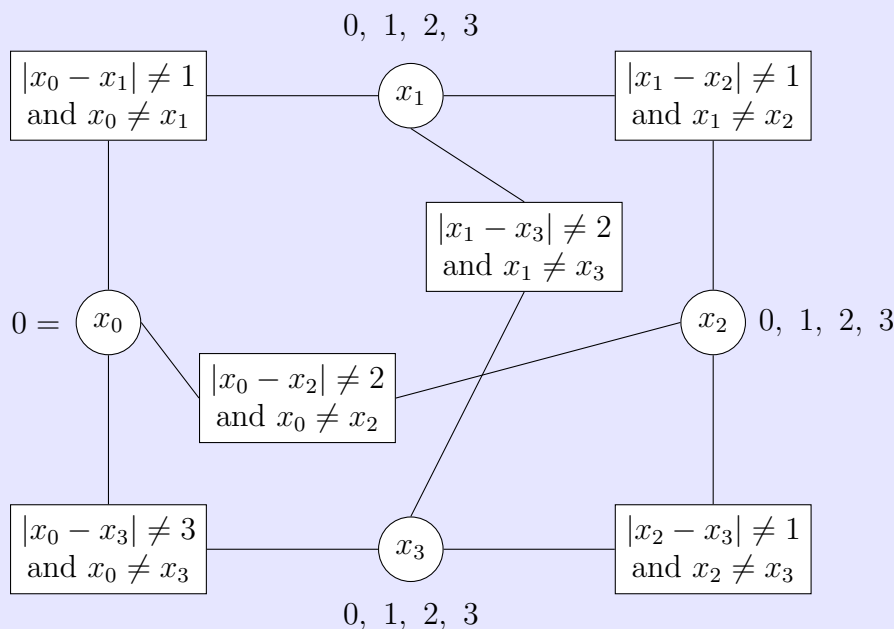 0, 1, 2, 3
|x₀ − x₁| ≠ 1
and x₀ ≠ x₁
x₁
|x₁ − x₂| ≠ 1
and x₁ ≠ x₂
|x₁ − x₃| ≠ 2
and x₁ ≠ x₃
0 =
x₀
x₂
0, 1, 2, 3
|x₀ − x₂| ≠ 2
and x₀ ≠ x₂
|x₀ − x₃| ≠ 3
and x₀ ≠ x₃
x₃
|x₂ − x₃| ≠ 1
and x₂ ≠ x₃
0, 1, 2, 3